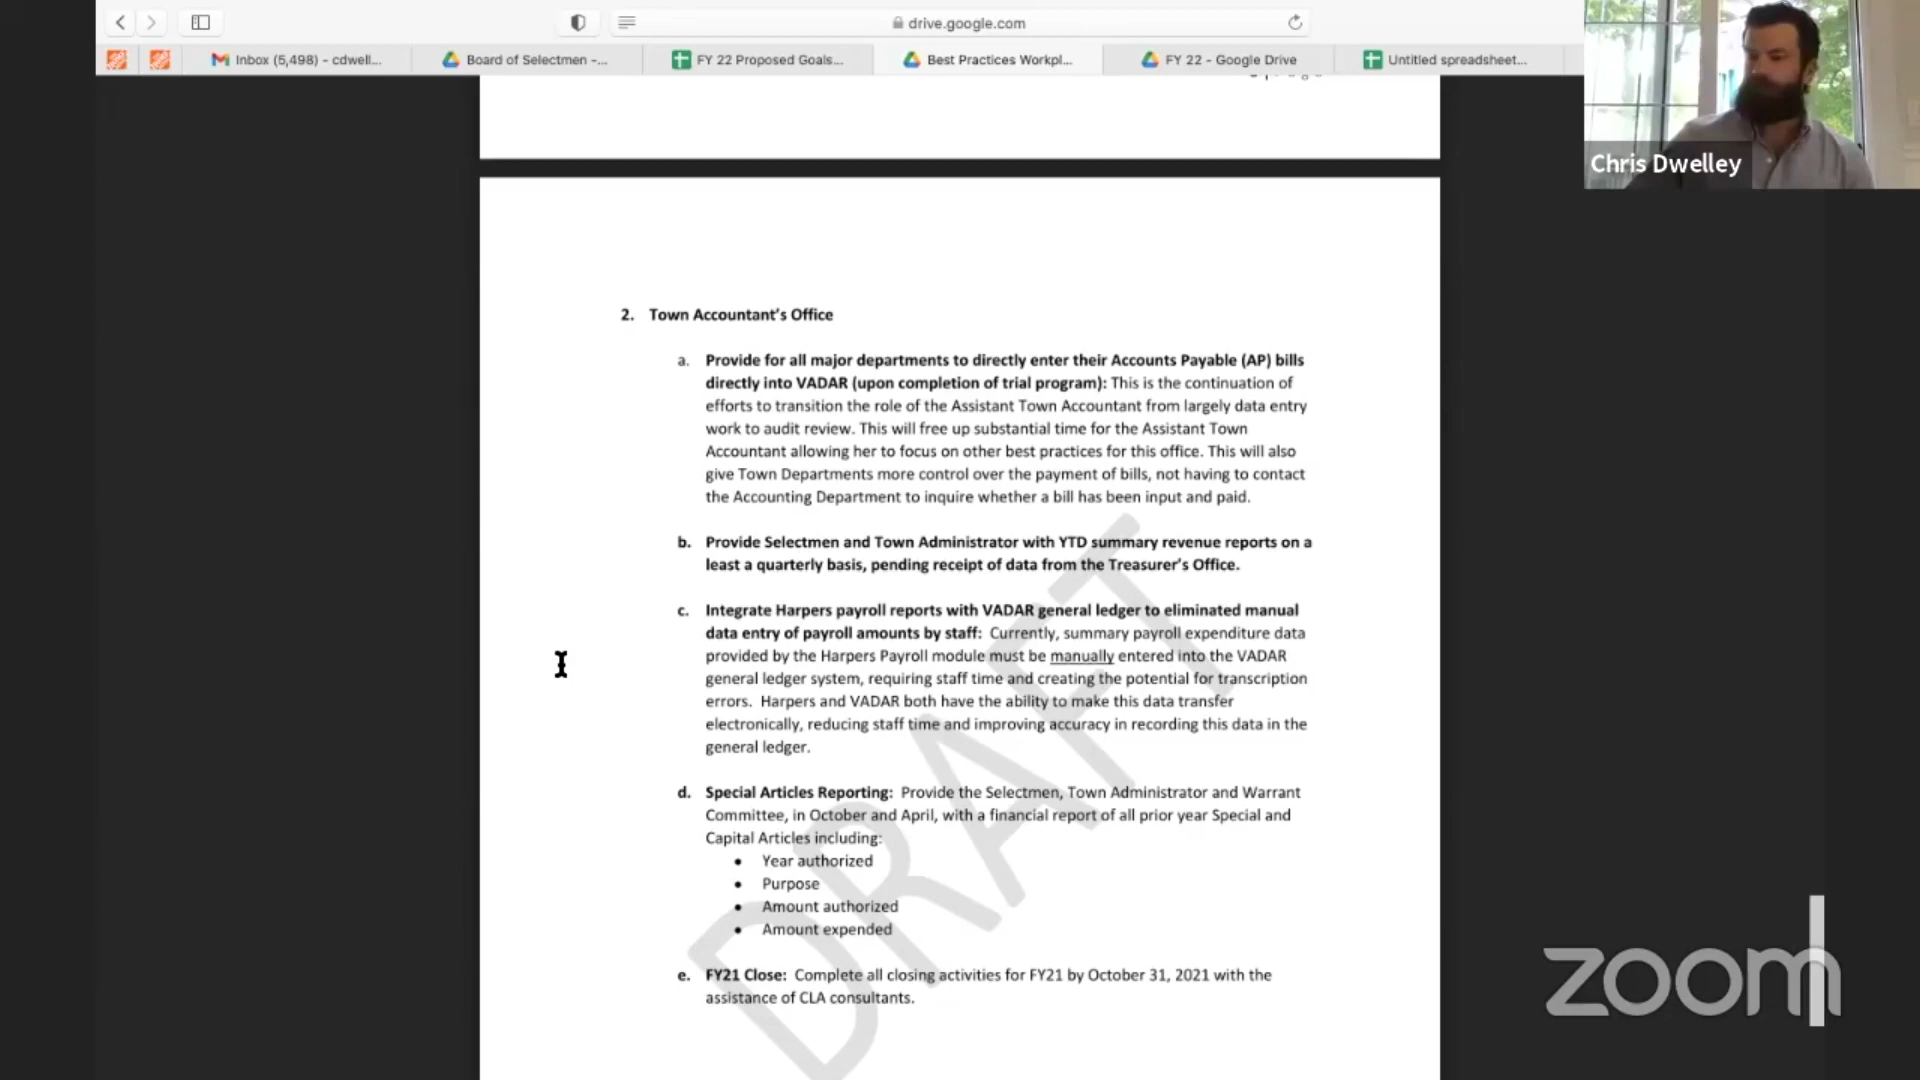 drive.google.com
Inbox (5,498) - cdwell...
Board of Selectmen -...
FY 22 Proposed Goals...
Best Practices Workpl...
FY 22 - Google Drive
Untitled spreadsheet...
Chris Dwelley
2. Town Accountant's Office
a. Provide for all major departments to directly enter their Accounts Payable (AP) bills
directly into VADAR (upon completion of trial program): This is the continuation of
efforts to transition the role of the Assistant Town Accountant from largely data entry
work to audit review. This will free up substantial time for the Assistant Town
Accountant allowing her to focus on other best practices for this office. This will also
give Town Departments more control over the payment of bills, not having to contact
the Accounting Department to inquire whether a bill has been input and paid.
b. Provide Selectmen and Town Administrator with YTD summary revenue reports on a
least a quarterly basis, pending receipt of data from the Treasurer's Office.
c. Integrate Harpers payroll reports with VADAR general ledger to eliminated manual
data entry of payroll amounts by staff: Currently, summary payroll expenditure data
provided by the Harpers Payroll module must be manually entered into the VADAR
general ledger system, requiring staff time and creating the potential for transcription
errors. Harpers and VADAR both have the ability to make this data transfer
electronically, reducing staff time and improving accuracy in recording this data in the
general ledger.
d. Special Articles Reporting: Provide the Selectmen, Town Administrator and Warrant
Committee, in October and April, with a financial report of all prior year Special and
Capital Articles including:
• Year authorized
• Purpose
• Amount authorized
• Amount expended
e. FY21 Close: Complete all closing activities for FY21 by October 31, 2021 with the
assistance of CLA consultants.
DRAFT
zoom